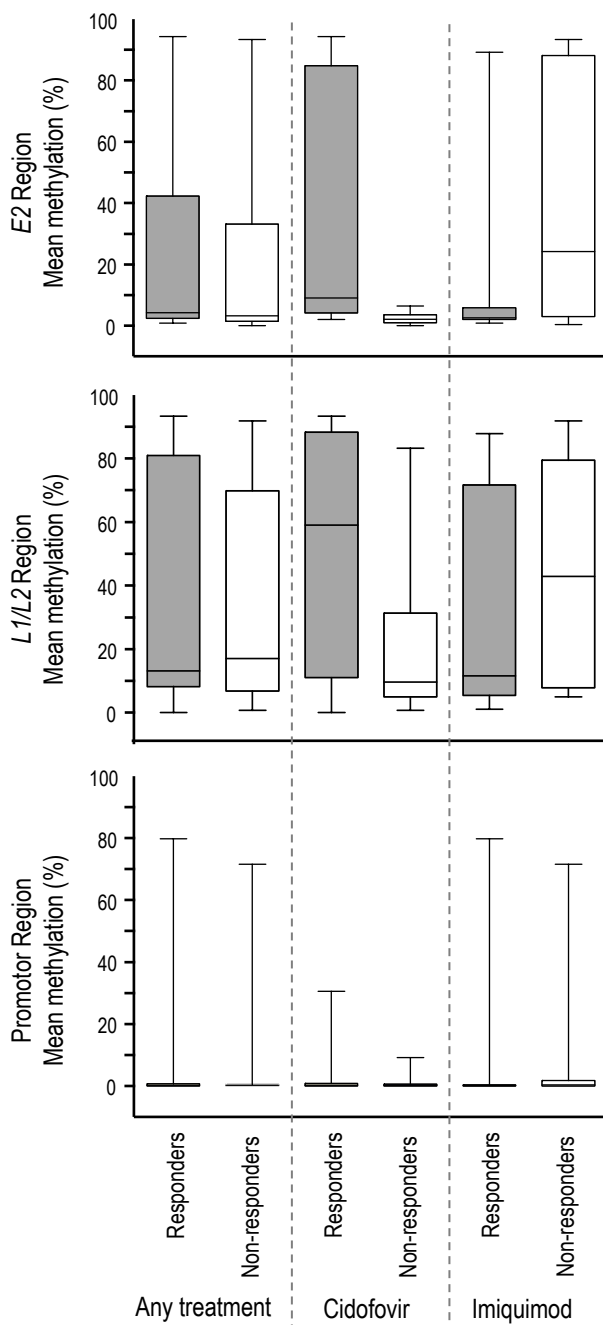 E2 Region
Mean methylation (%)
100
80
60
40
20
0
L1/L2 Region
Mean methylation (%)
100
80
60
40
20
0
Promotor Region
Mean methylation (%)
100
80
60
40
20
0
Responders
Non-responders
Responders
Non-responders
Responders
Non-responders
Any treatment
Cidofovir
Imiquimod